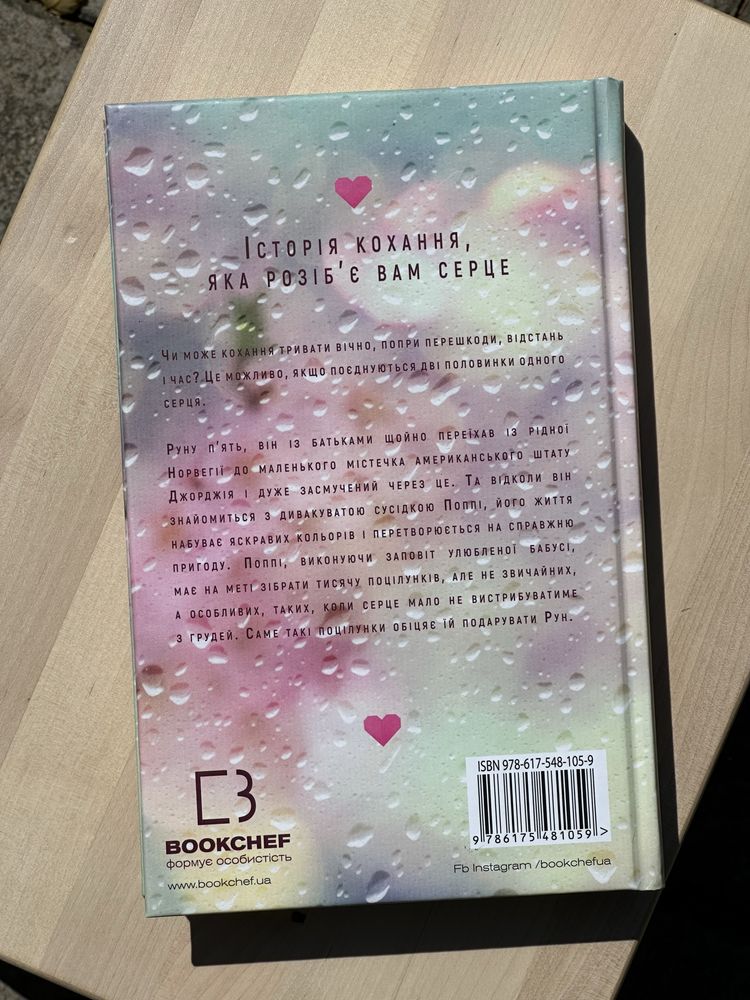 Історія кохання,
яка розіб'є вам серце
Чи може кохання тривати вічно, попри перешкоди, відстань
і час? Це можливо, якщо поєднуються дві половинки одного
серця.
Руну п'ять, він із батьками щойно переїхав із рідної
Норвегії до маленького містечка американського штату
Джорджія і дуже засмучений через це. Та відколи він
знайомиться з дивакуватою сусідкою Поппі, його життя
набуває яскравих кольорів і перетворюється на справжню
пригоду. Поппі, виконуючи заповіт улюбленої бабусі,
має на меті зібрати тисячу поцілунків, але не звичайних,
а особливих, таких, коли серце мало не вистрибуватиме
з грудей. Саме такі поцілунки обіцяє їй подарувати Рун.
BOOKCHEF
формує особистість
www.bookchef.ua
ISBN 978-617-548-105-9
9 786175 481059 >
Fb Instagram /bookchefua